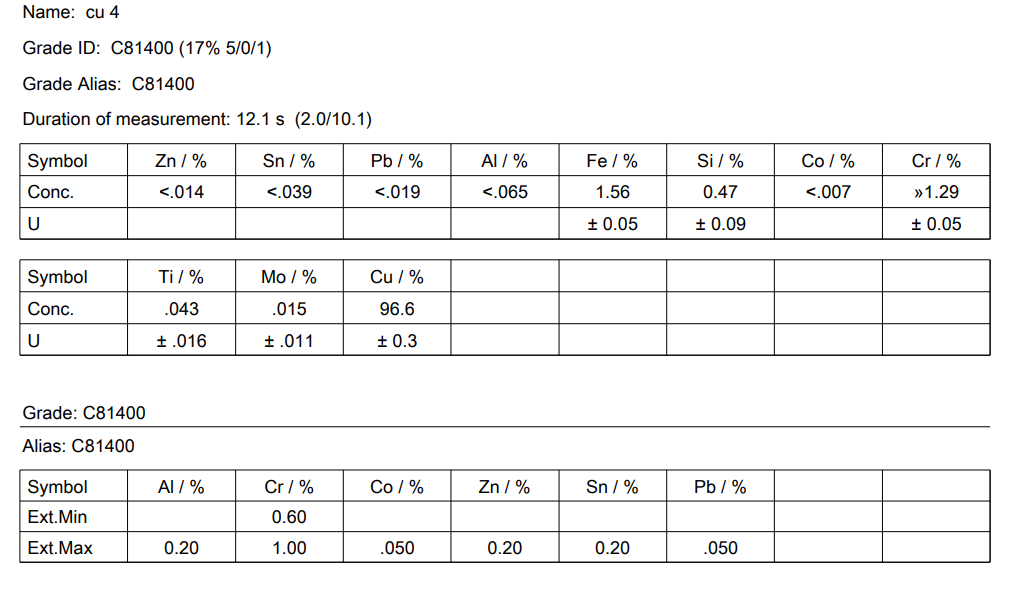 Name: cu 4
Grade ID: C81400 (17% 5/0/1)
Grade Alias: C81400
Duration of measurement: 12.1 s (2.0/10.1)
Symbol Zn / % Sn / % Pb / % Al / % Fe / % Si / % Co / % Cr / %
Conc. <.014 <.039 <.019 <.065 1.56 0.47 <.007 »1.29
U ± 0.05 ± 0.09 ± 0.05
Symbol Ti / % Mo / % Cu / %
Conc. .043 .015 96.6
U ± .016 ± .011 ± 0.3
Grade: C81400
Alias: C81400
Symbol Al / % Cr / % Co / % Zn / % Sn / % Pb / %
Ext.Min 0.60
Ext.Max 0.20 1.00 .050 0.20 0.20 .050